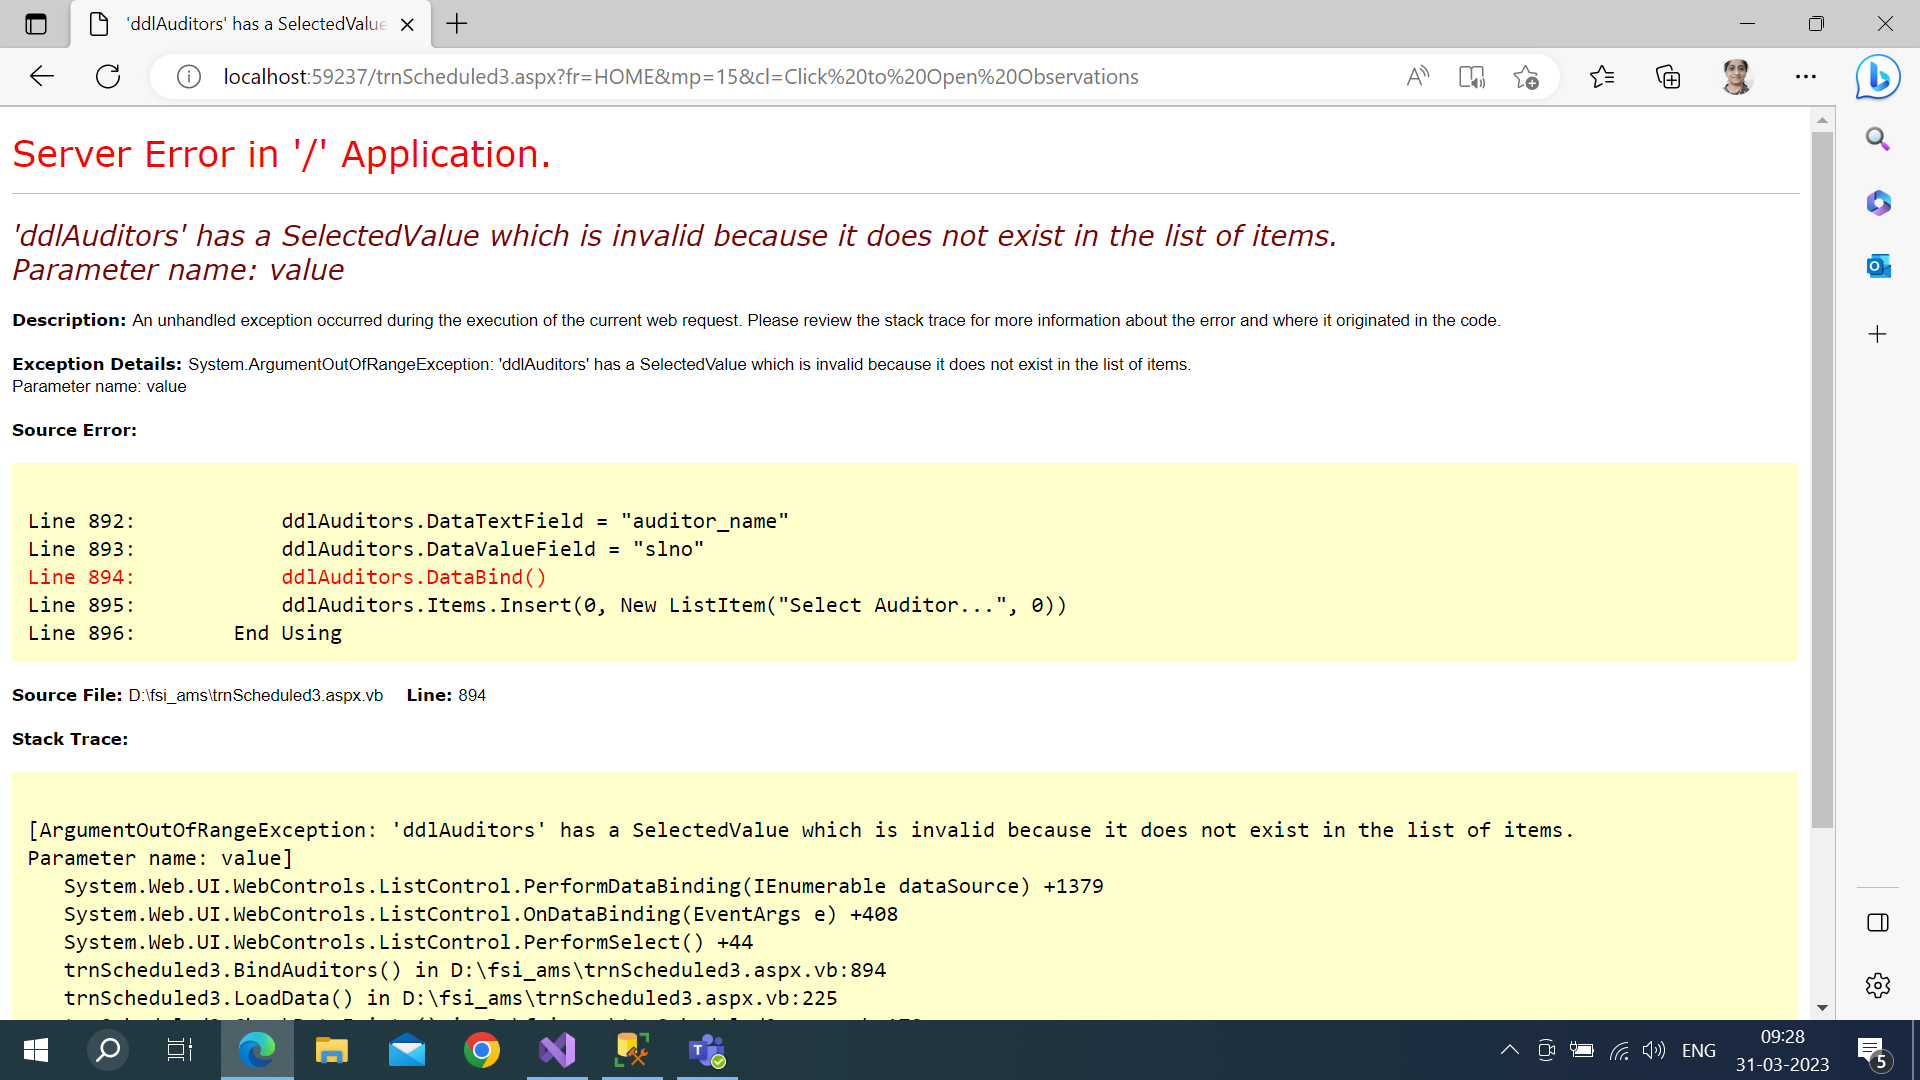 'ddlAuditors' has a SelectedValue
localhost:59237/trnScheduled3.aspx?fr=HOME&mp=15&cl=Click%20to%20Open%20Observations
Server Error in '/' Application.
'ddlAuditors' has a SelectedValue which is invalid because it does not exist in the list of items.
Parameter name: value
Description: An unhandled exception occurred during the execution of the current web request. Please review the stack trace for more information about the error and where it originated in the code.
Exception Details: System.ArgumentOutOfRangeException: 'ddlAuditors' has a SelectedValue which is invalid because it does not exist in the list of items.
Parameter name: value
Source Error:
Line 892:            ddlAuditors.DataTextField = "auditor_name"
Line 893:            ddlAuditors.DataValueField = "slno"
Line 894:            ddlAuditors.DataBind()
Line 895:            ddlAuditors.Items.Insert(0, New ListItem("Select Auditor...", 0))
Line 896:        End Using
Source File: D:\fsi_ams\trnScheduled3.aspx.vb    Line: 894
Stack Trace:
[ArgumentOutOfRangeException: 'ddlAuditors' has a SelectedValue which is invalid because it does not exist in the list of items.
Parameter name: value]
   System.Web.UI.WebControls.ListControl.PerformDataBinding(IEnumerable dataSource) +1379
   System.Web.UI.WebControls.ListControl.OnDataBinding(EventArgs e) +408
   System.Web.UI.WebControls.ListControl.PerformSelect() +44
   trnScheduled3.BindAuditors() in D:\fsi_ams\trnScheduled3.aspx.vb:894
   trnScheduled3.LoadData() in D:\fsi_ams\trnScheduled3.aspx.vb:225
ENG
09:28
31-03-2023
5